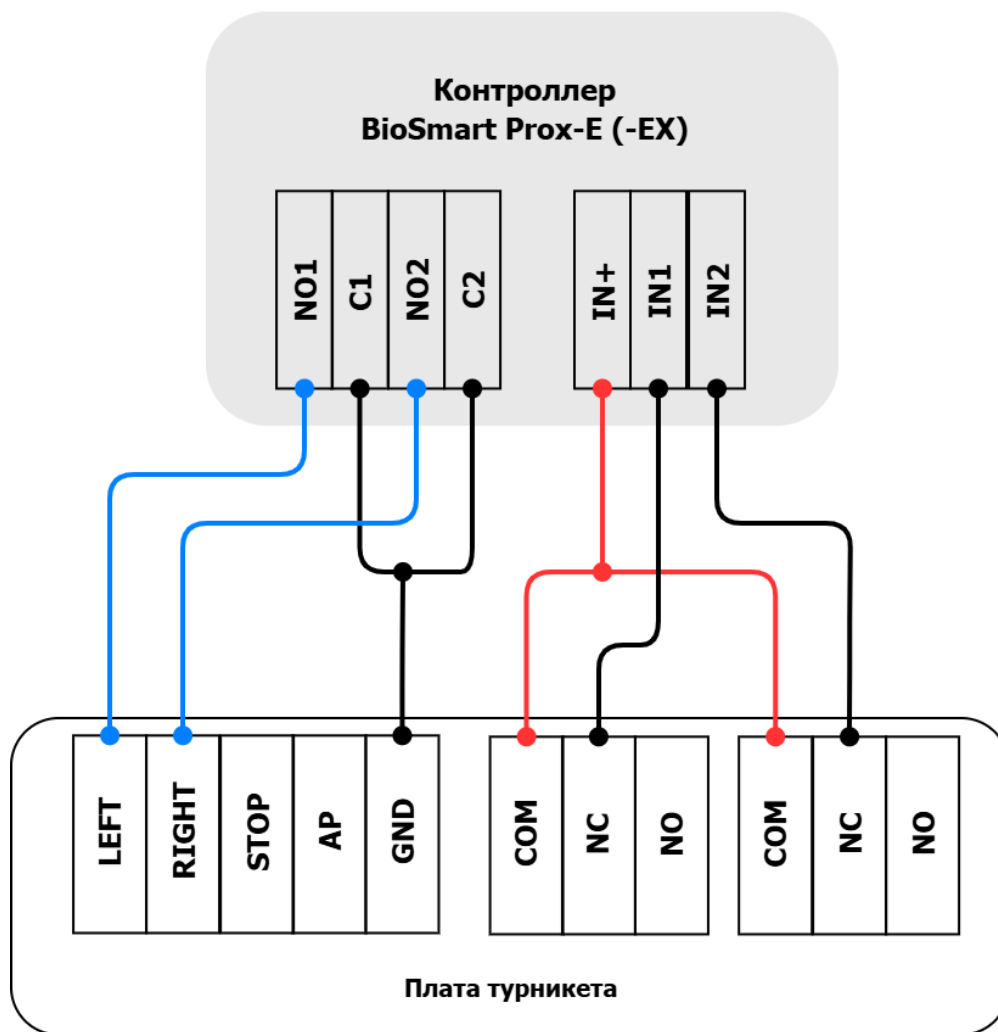 Контроллер
BioSmart Prox-E (-EX)
NO1
C1
NO2
C2
IN+
IN1
IN2
LEFT
RIGHT
STOP
AP
GND
COM
NC
NO
COM
NC
NO
Плата турникета